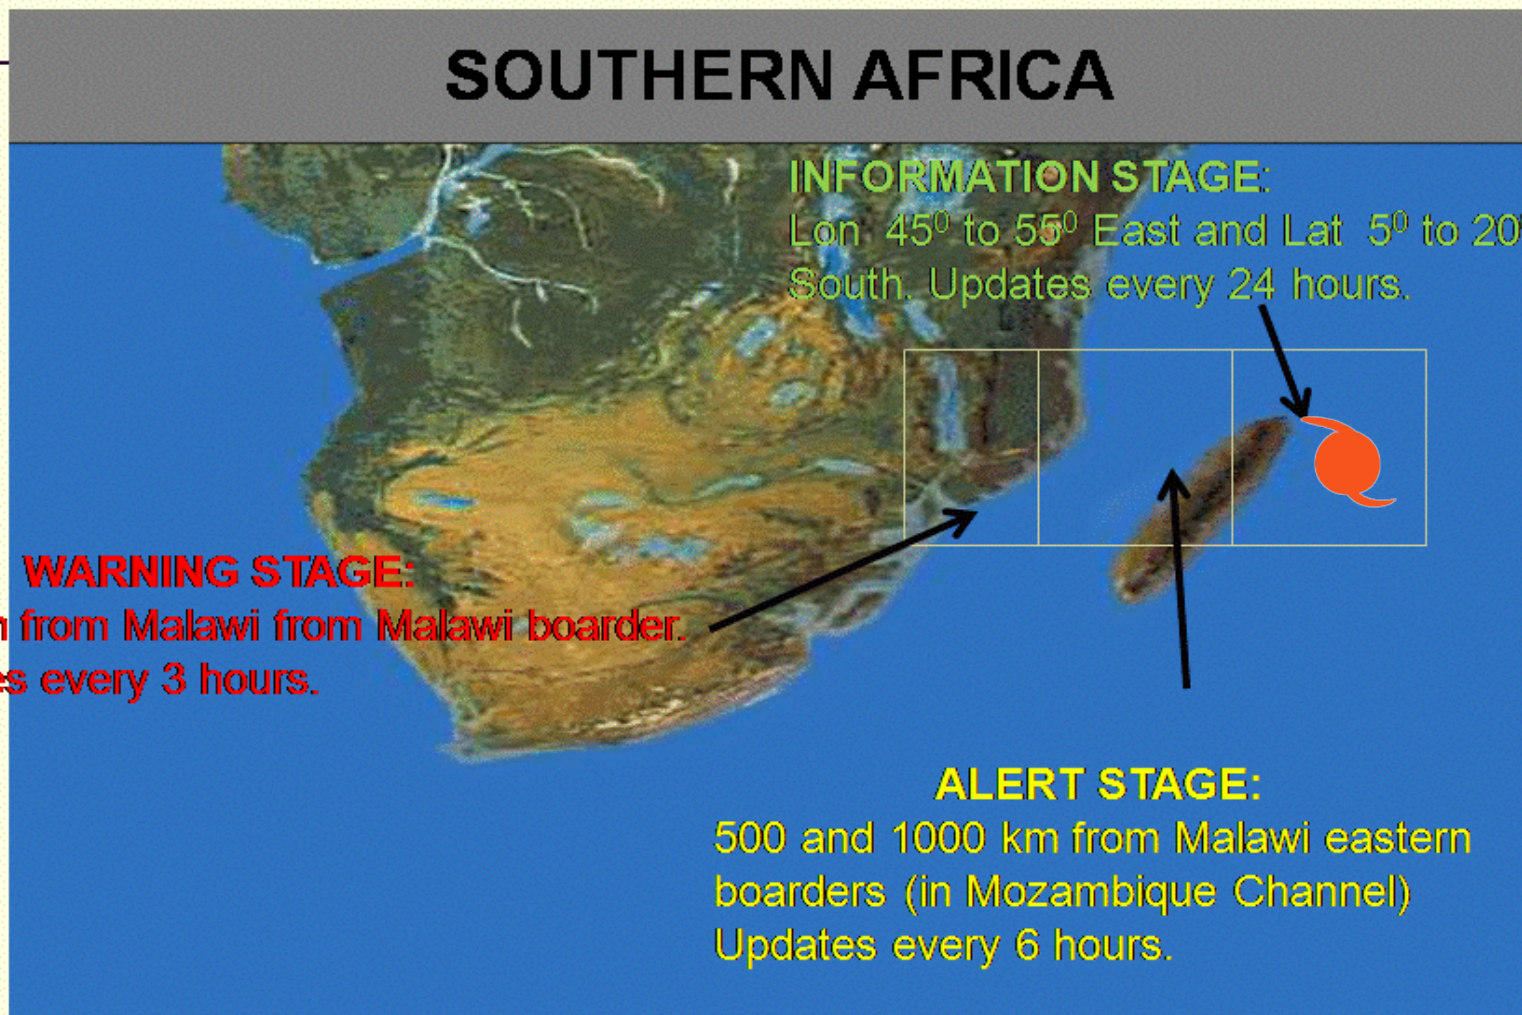 SOUTHERN AFRICA
INFORMATION STAGE:
Lon 45⁰ to 55⁰ East and Lat 5⁰ to 20⁰
South. Updates every 24 hours.
WARNING STAGE:
from Malawi from Malawi boarder.
every 3 hours.
ALERT STAGE:
500 and 1000 km from Malawi eastern
boarders (in Mozambique Channel)
Updates every 6 hours.